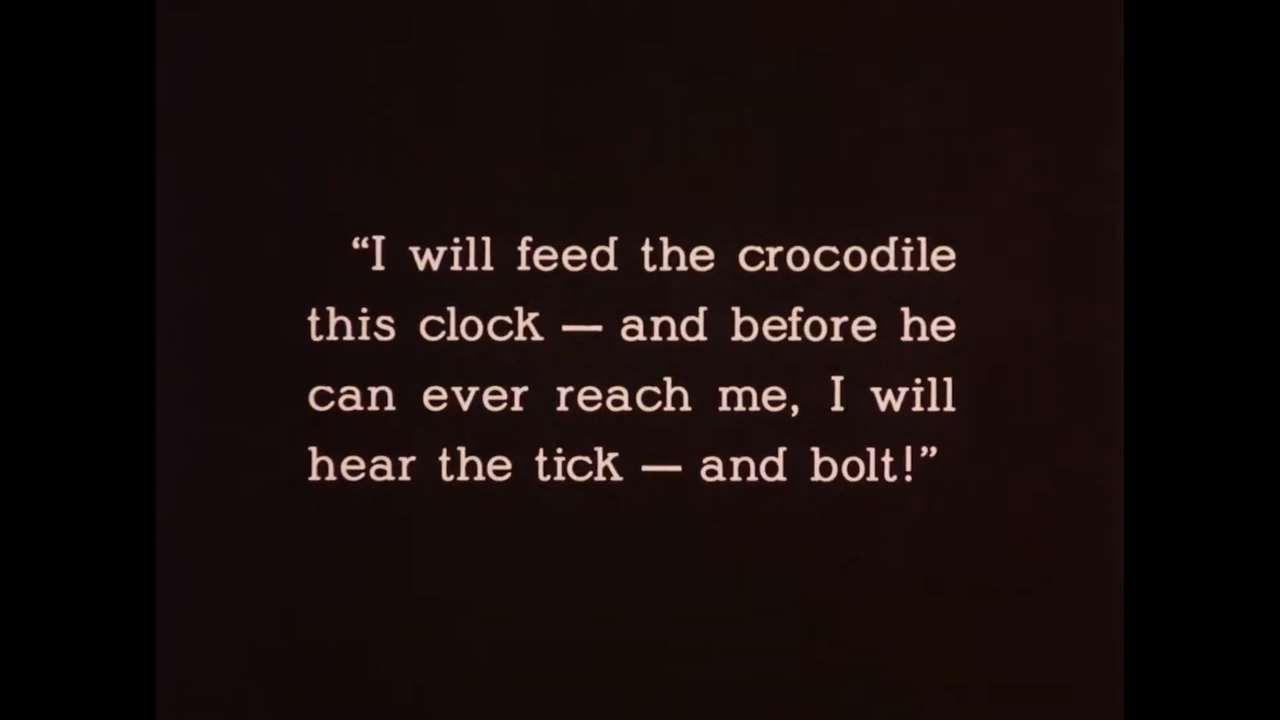 “I will feed the crocodile
this clock — and before he
can ever reach me, I will
hear the tick — and bolt!”